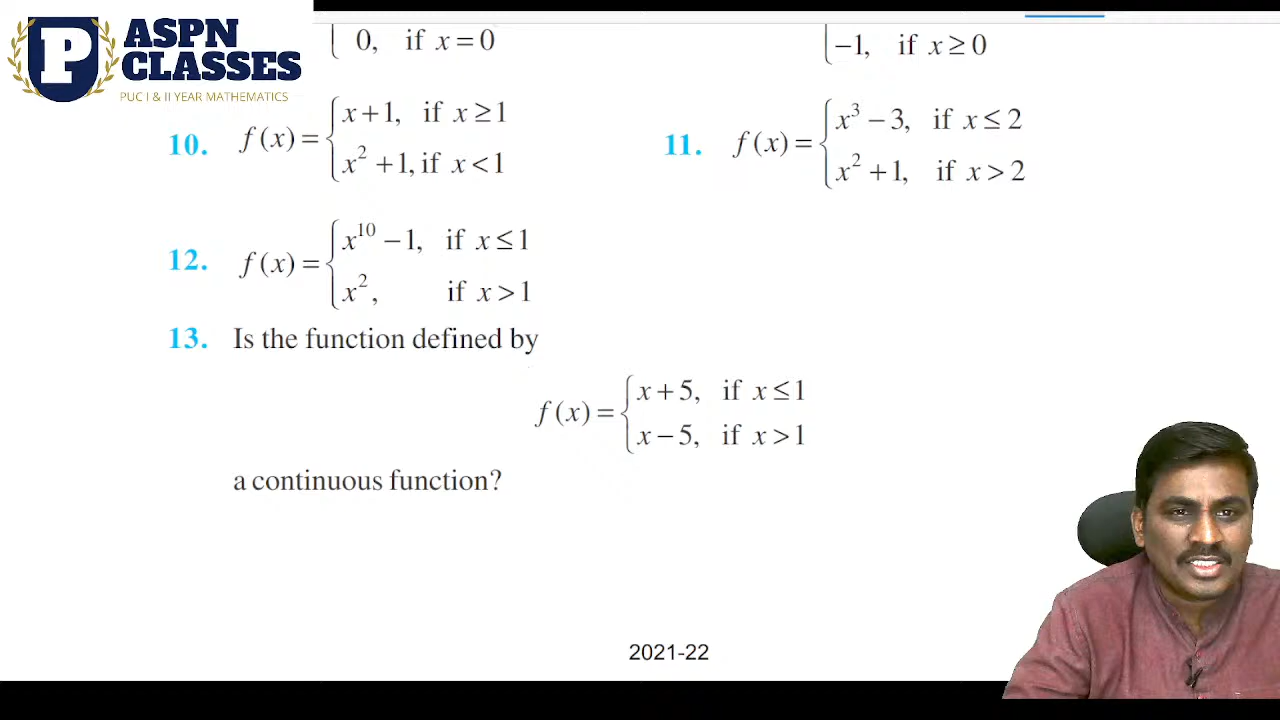 ASPN
CLASSES
PUC I & II YEAR MATHEMATICS
P
0, if x = 0
−1, if x ≥ 0
10. f(x) = { x + 1, if x ≥ 1
x² + 1, if x < 1
11. f(x) = { x³ − 3, if x ≤ 2
x² + 1, if x > 2
12. f(x) = { x¹⁰ − 1, if x ≤ 1
x², if x > 1
13. Is the function defined by
f(x) = { x + 5, if x ≤ 1
x − 5, if x > 1
a continuous function?
2021-22